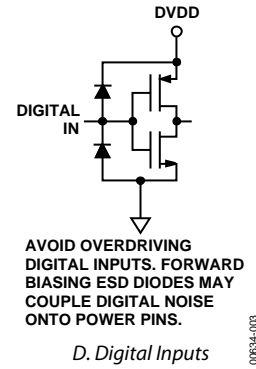 DVDD
DIGITAL
IN
AVOID OVERDRIVING
DIGITAL INPUTS. FORWARD
BIASING ESD DIODES MAY
COUPLE DIGITAL NOISE
ONTO POWER PINS.
D. Digital Inputs
00634-003